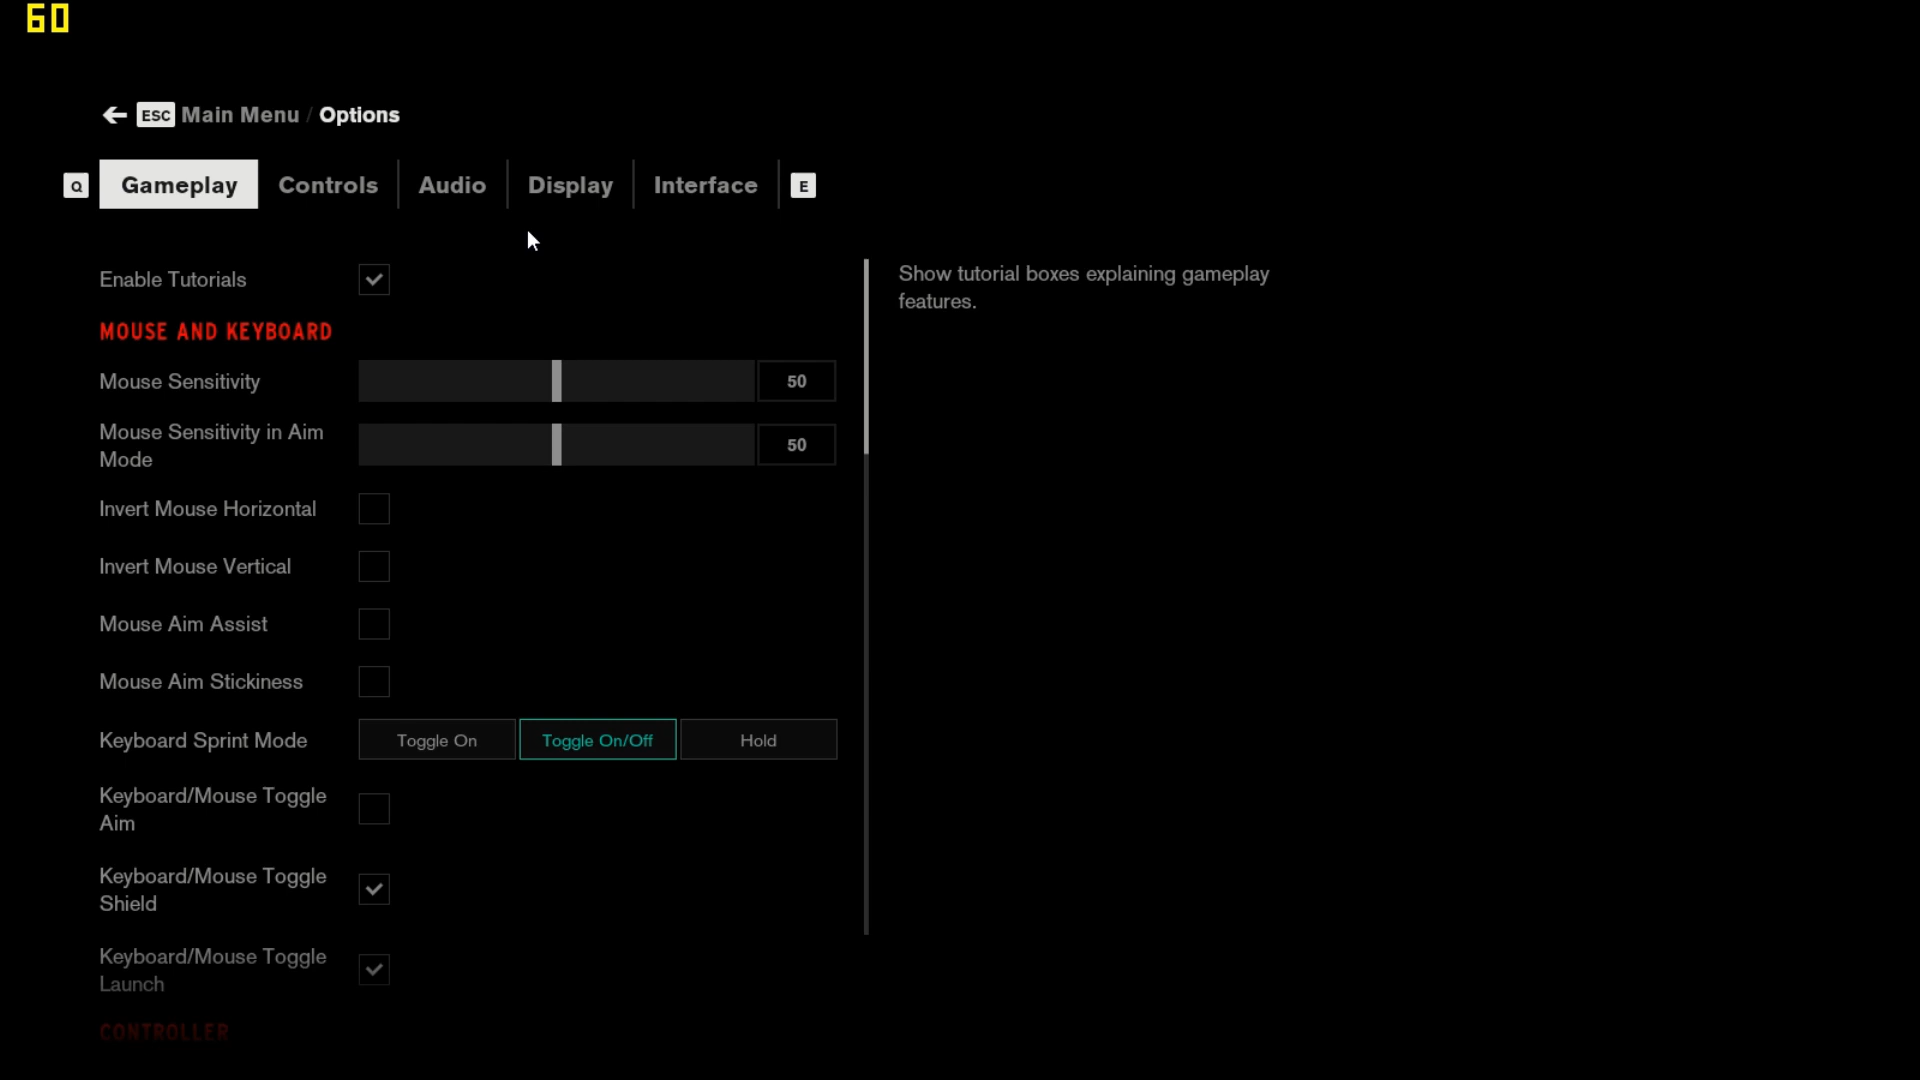 60
ESC Main Menu / Options
Q Gameplay Controls Audio Display Interface E
Enable Tutorials
Show tutorial boxes explaining gameplay
features.
MOUSE AND KEYBOARD
Mouse Sensitivity 50
Mouse Sensitivity in Aim
Mode
50
Invert Mouse Horizontal
Invert Mouse Vertical
Mouse Aim Assist
Mouse Aim Stickiness
Keyboard Sprint Mode Toggle On Toggle On/Off Hold
Keyboard/Mouse Toggle
Aim
Keyboard/Mouse Toggle
Shield
Keyboard/Mouse Toggle
Launch
CONTROLLER